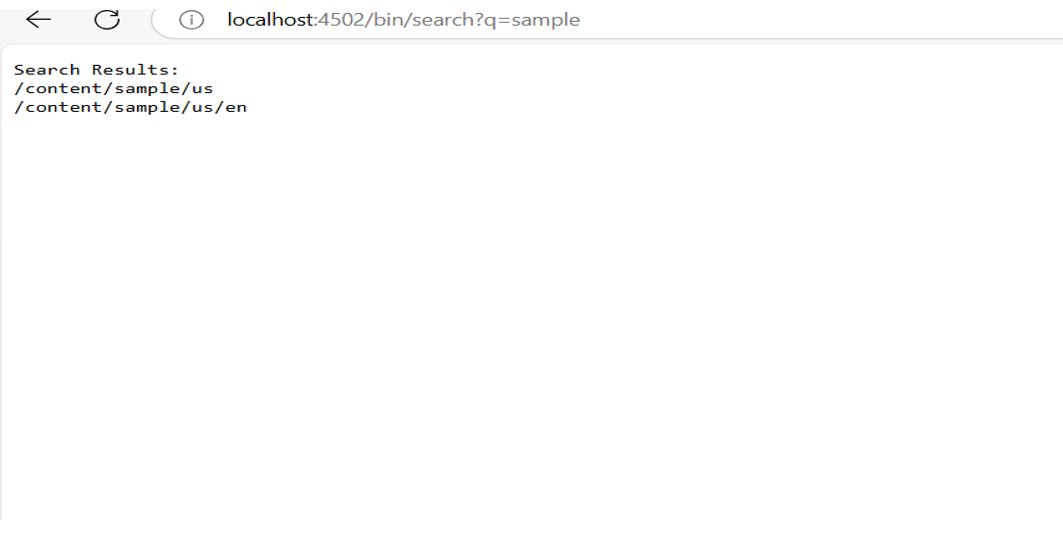 localhost:4502/bin/search?q=sample
Search Results:
/content/sample/us
/content/sample/us/en